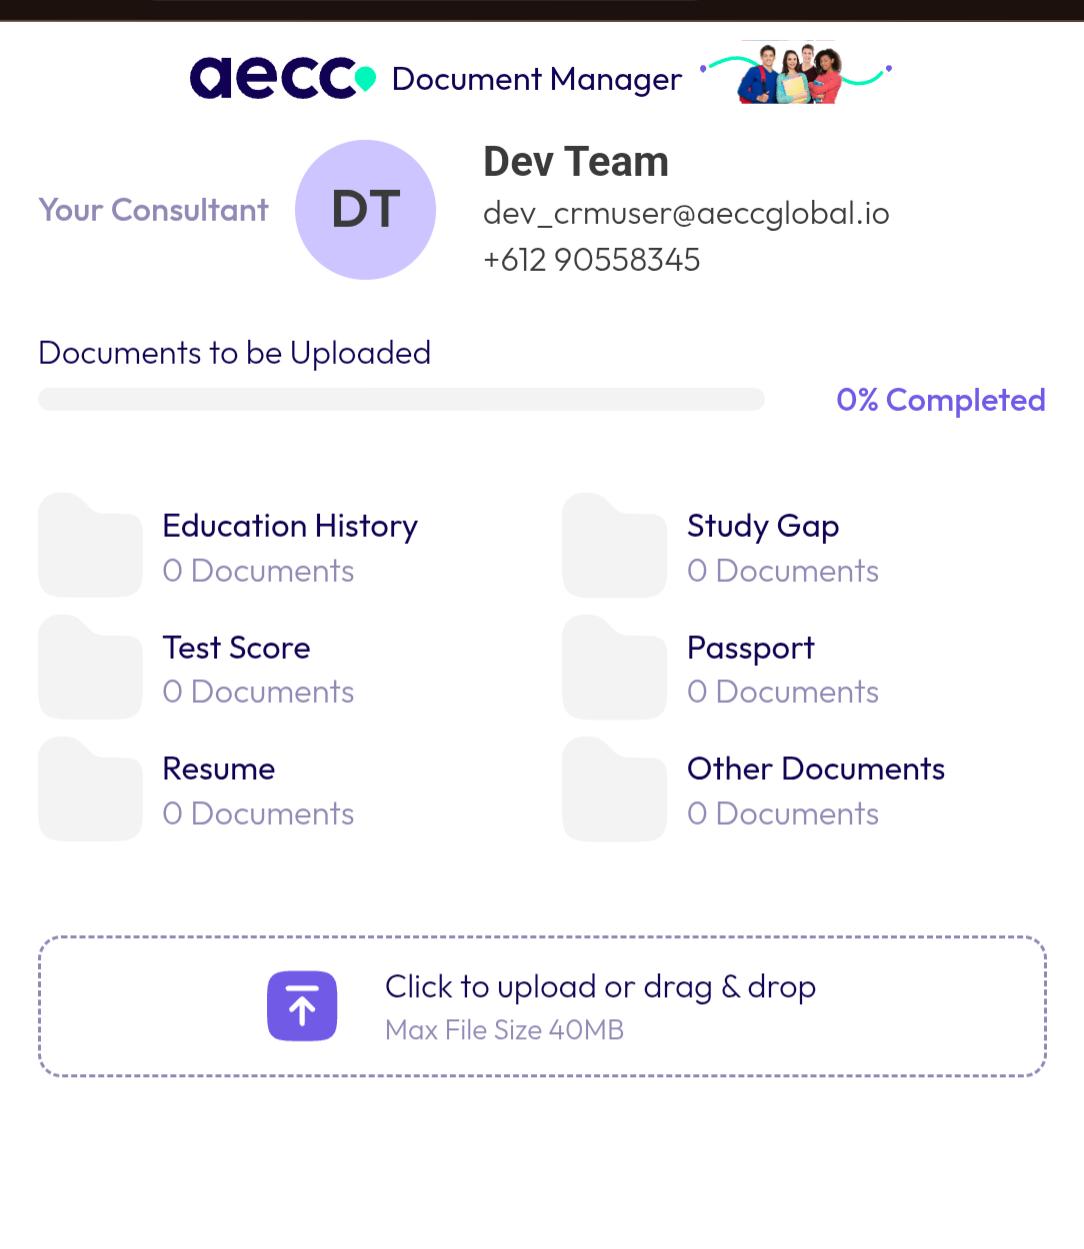 aecc Document Manager
Your Consultant
DT
Dev Team
dev_crmuser@aeccglobal.io
+612 90558345
Documents to be Uploaded
0% Completed
Education History
0 Documents
Study Gap
0 Documents
Test Score
0 Documents
Passport
0 Documents
Resume
0 Documents
Other Documents
0 Documents
Click to upload or drag & drop
Max File Size 40MB